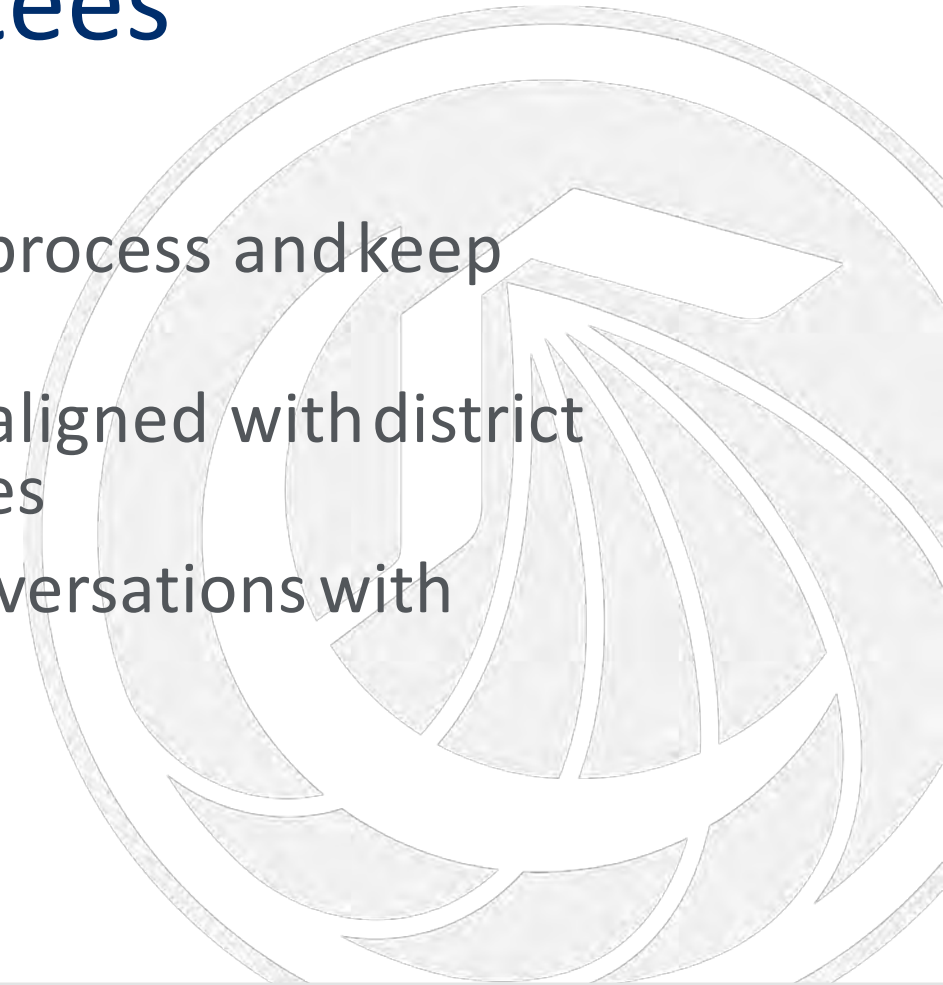 tees
process and keep
aligned with district
es
versations with